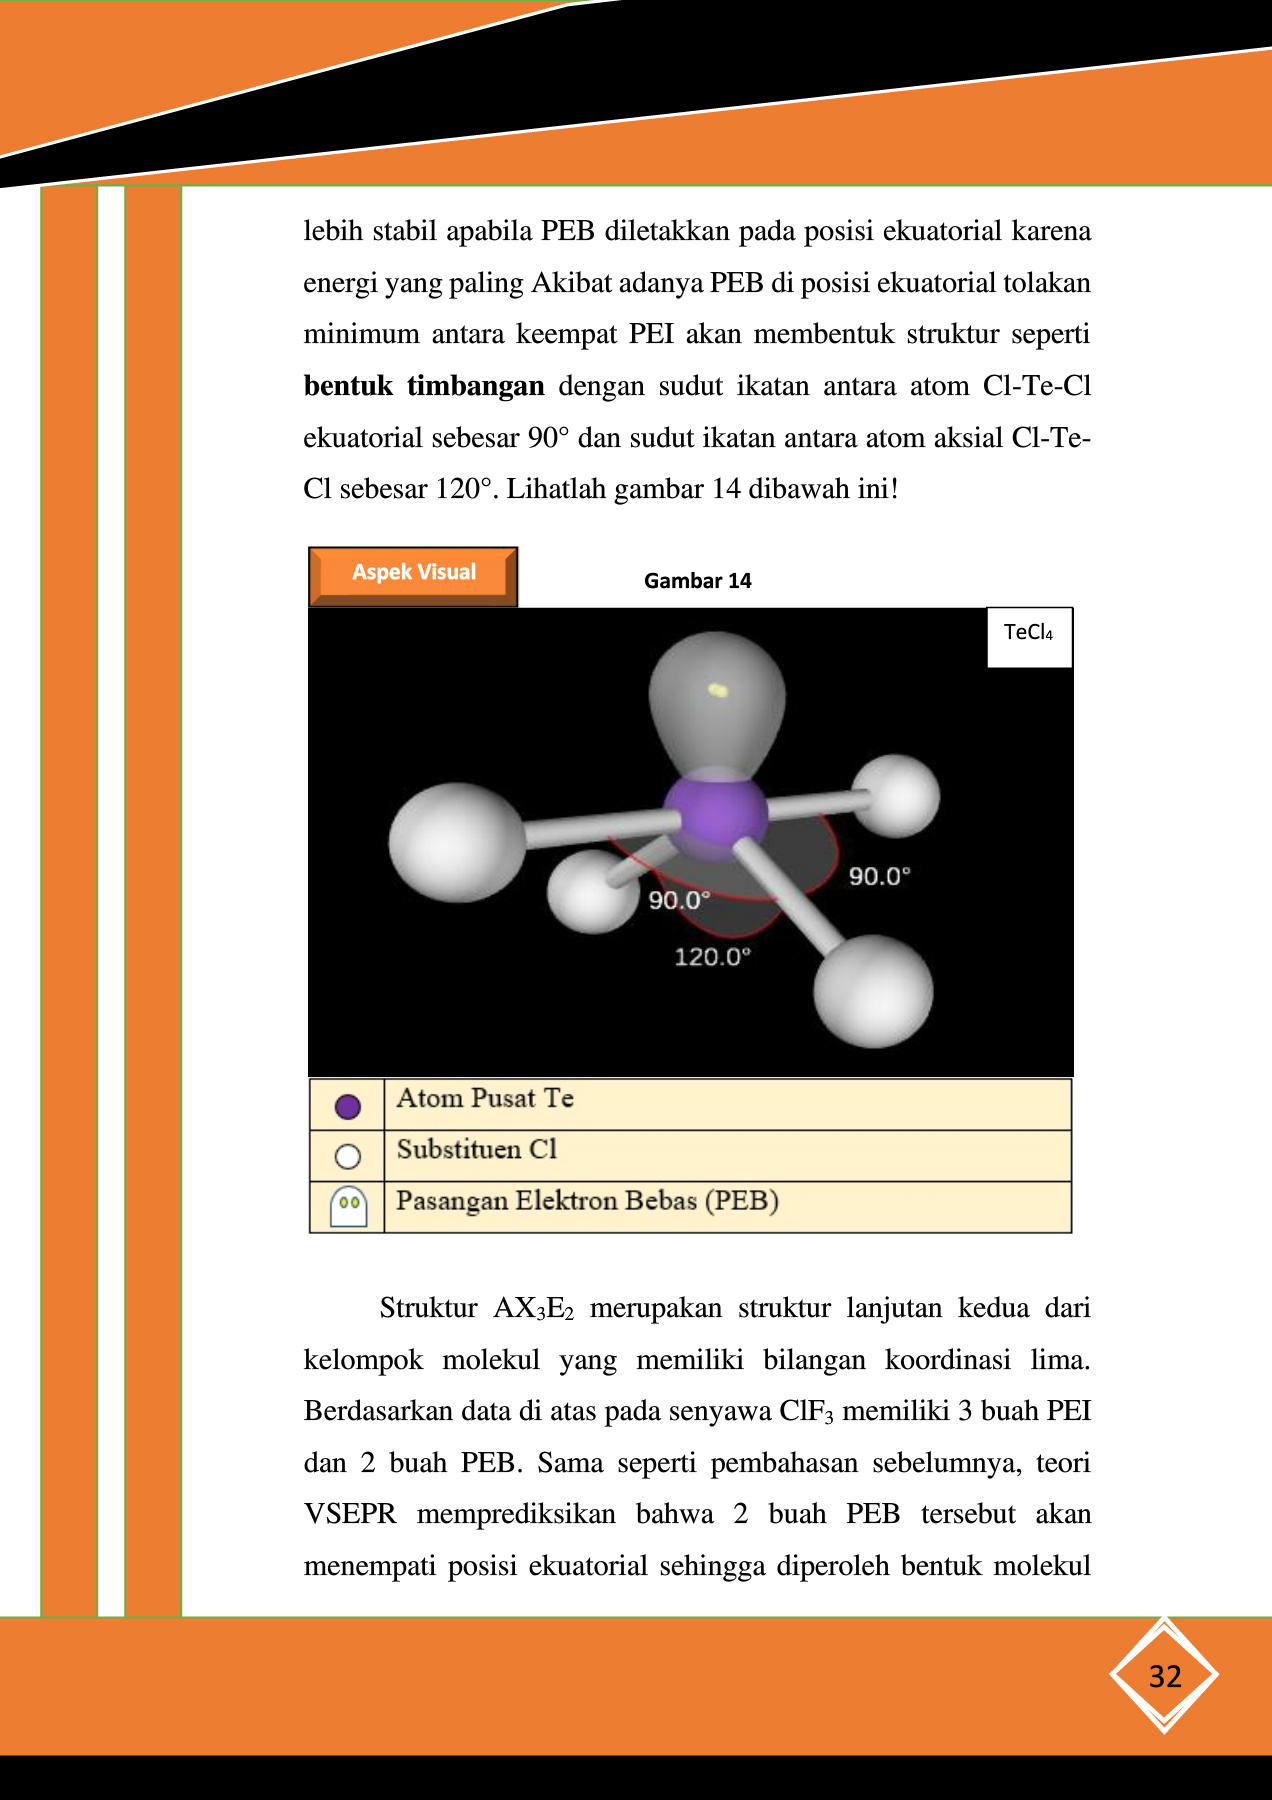 lebih stabil apabila PEB diletakkan pada posisi ekuatorial karena
energi yang paling Akibat adanya PEB di posisi ekuatorial tolakan
minimum antara keempat PEI akan membentuk struktur seperti
bentuk timbangan dengan sudut ikatan antara atom Cl-Te-Cl
ekuatorial sebesar 90° dan sudut ikatan antara atom aksial Cl-Te-
Cl sebesar 120°. Lihatlah gambar 14 dibawah ini!
Aspek Visual
Gambar 14
TeCl₄
90.0°
90.0°
120.0°
Atom Pusat Te
Substituen Cl
Pasangan Elektron Bebas (PEB)
Struktur AX₃E₂ merupakan struktur lanjutan kedua dari
kelompok molekul yang memiliki bilangan koordinasi lima.
Berdasarkan data di atas pada senyawa ClF₃ memiliki 3 buah PEI
dan 2 buah PEB. Sama seperti pembahasan sebelumnya, teori
VSEPR memprediksikan bahwa 2 buah PEB tersebut akan
menempati posisi ekuatorial sehingga diperoleh bentuk molekul
32